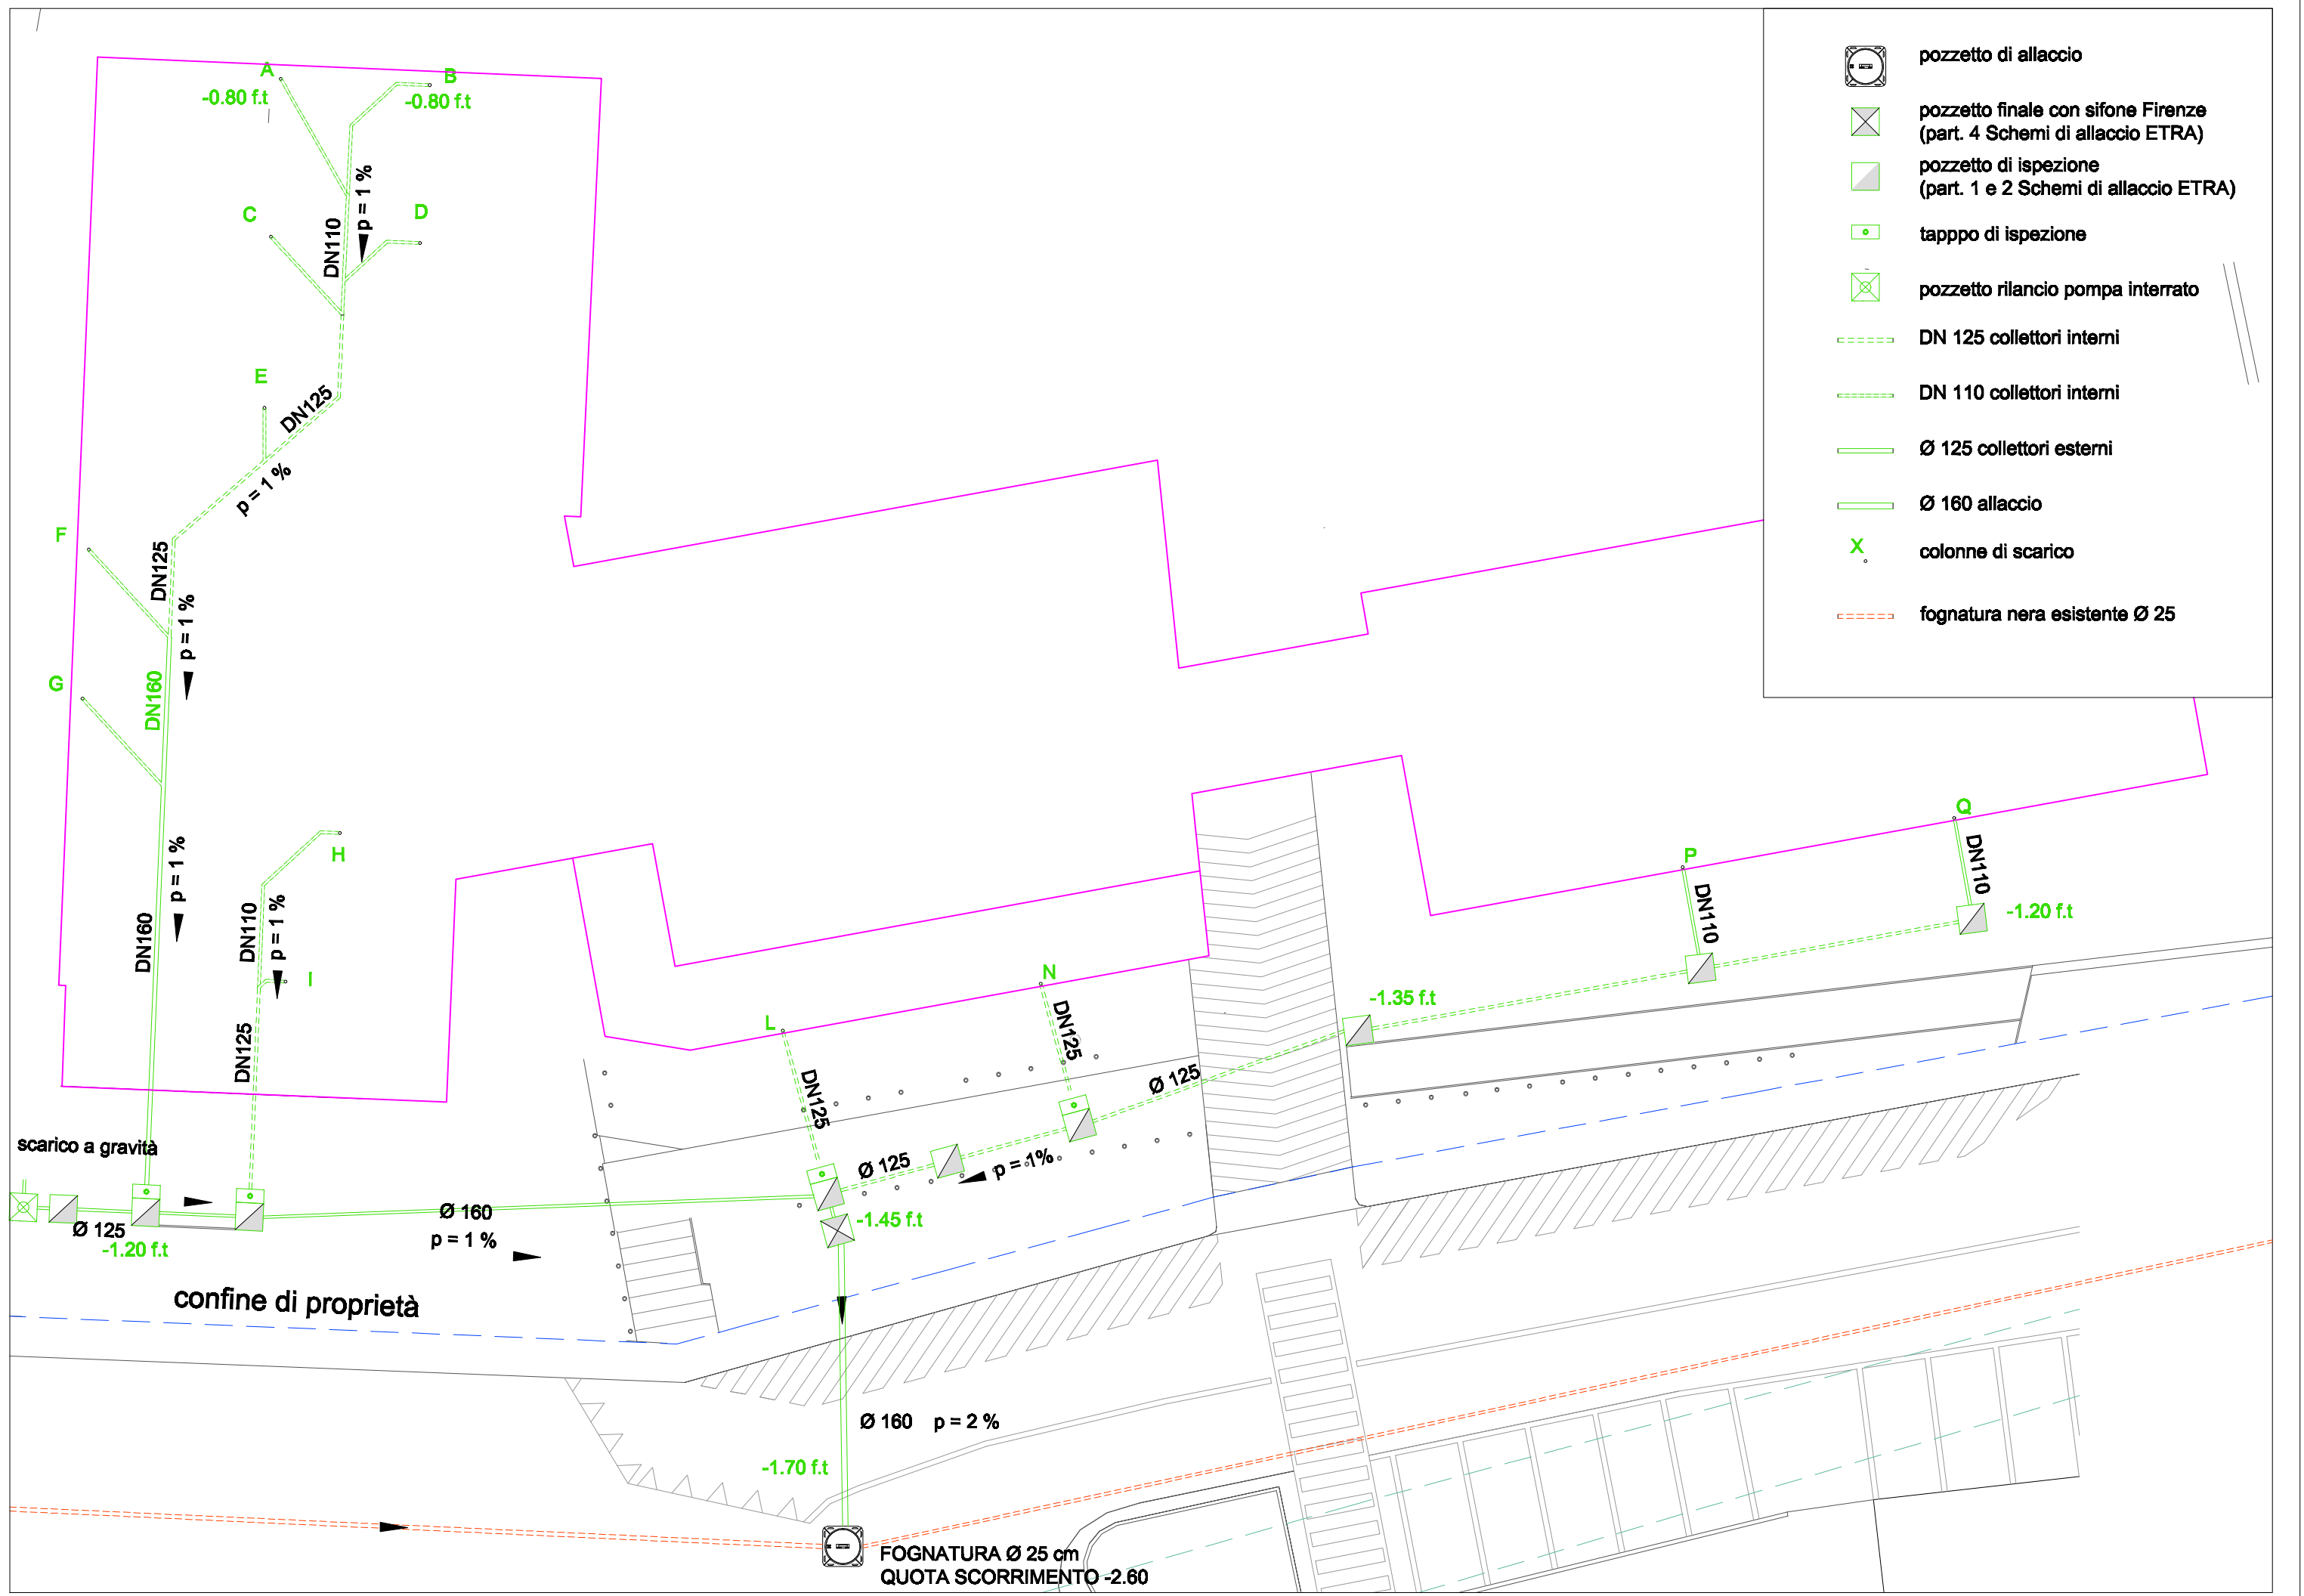 A
-0.80 f.t
B
-0.80 f.t
p = 1 %
DN110
C
D
E
DN125
p = 1 %
F
DN125
p = 1 %
G
DN160
p = 1 %
DN160
H
DN110
p = 1 %
I
DN125
scarico a gravità
Ø 125
-1.20 f.t
Ø 160
p = 1 %
confine di proprietà
L
DN125
N
DN125
Ø 125
Ø 125
p = 1%
-1.45 f.t
-1.35 f.t
P
DN110
Q
DN110
-1.20 f.t
Ø 160 p = 2 %
-1.70 f.t
FOGNATURA Ø 25 cm
QUOTA SCORRIMENTO -2.60
pozzetto di allaccio
pozzetto finale con sifone Firenze
(part. 4 Schemi di allaccio ETRA)
pozzetto di ispezione
(part. 1 e 2 Schemi di allaccio ETRA)
tapppo di ispezione
pozzetto rilancio pompa interrato
DN 125 collettori interni
DN 110 collettori interni
Ø 125 collettori esterni
Ø 160 allaccio
X
colonne di scarico
fognatura nera esistente Ø 25